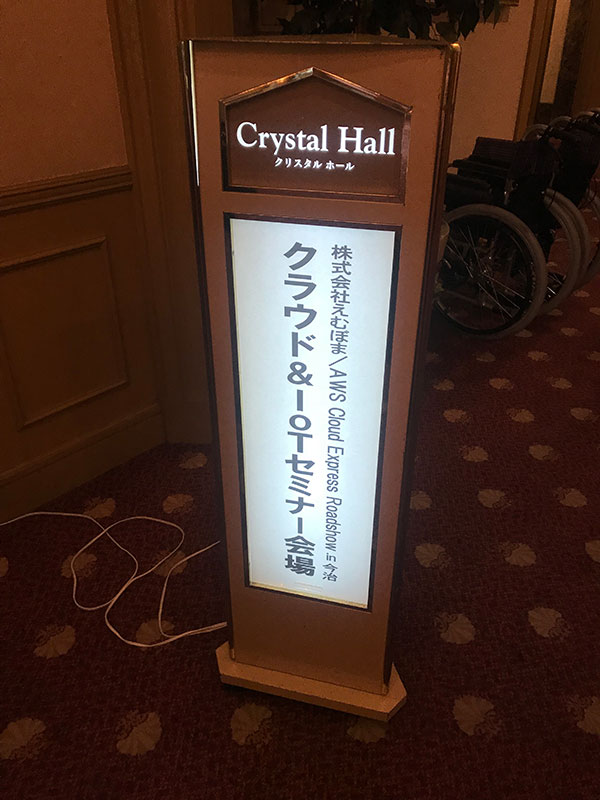 Crystal Hall
クリスタル ホール
株式会社えむぽま/AWS Cloud Express Roadshow in 今治
クラウド&IOTセミナー会場